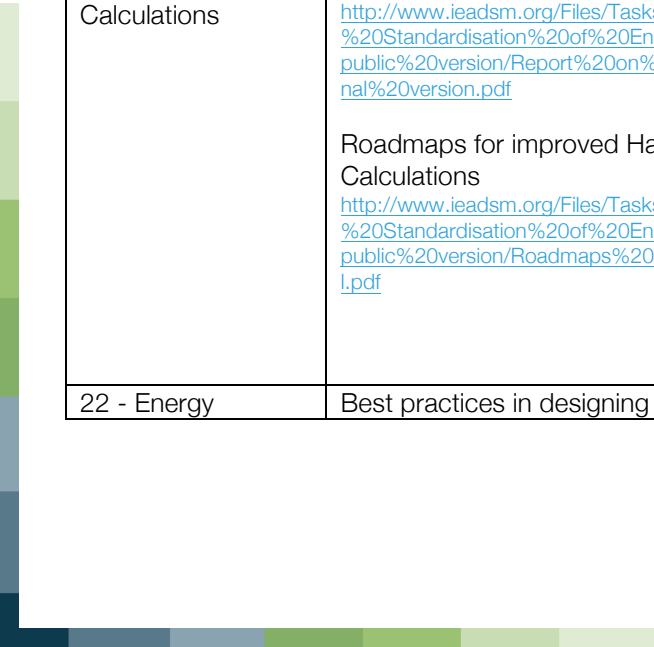 Calculations
http://www.ieadsm.org/Files/Tasks
%20Standardisation%20of%20En
public%20version/Report%20on%
nal%20version.pdf
Roadmaps for improved Ha
Calculations
http://www.ieadsm.org/Files/Tasks
%20Standardisation%20of%20En
public%20version/Roadmaps%20
l.pdf
22 - Energy
Best practices in designing